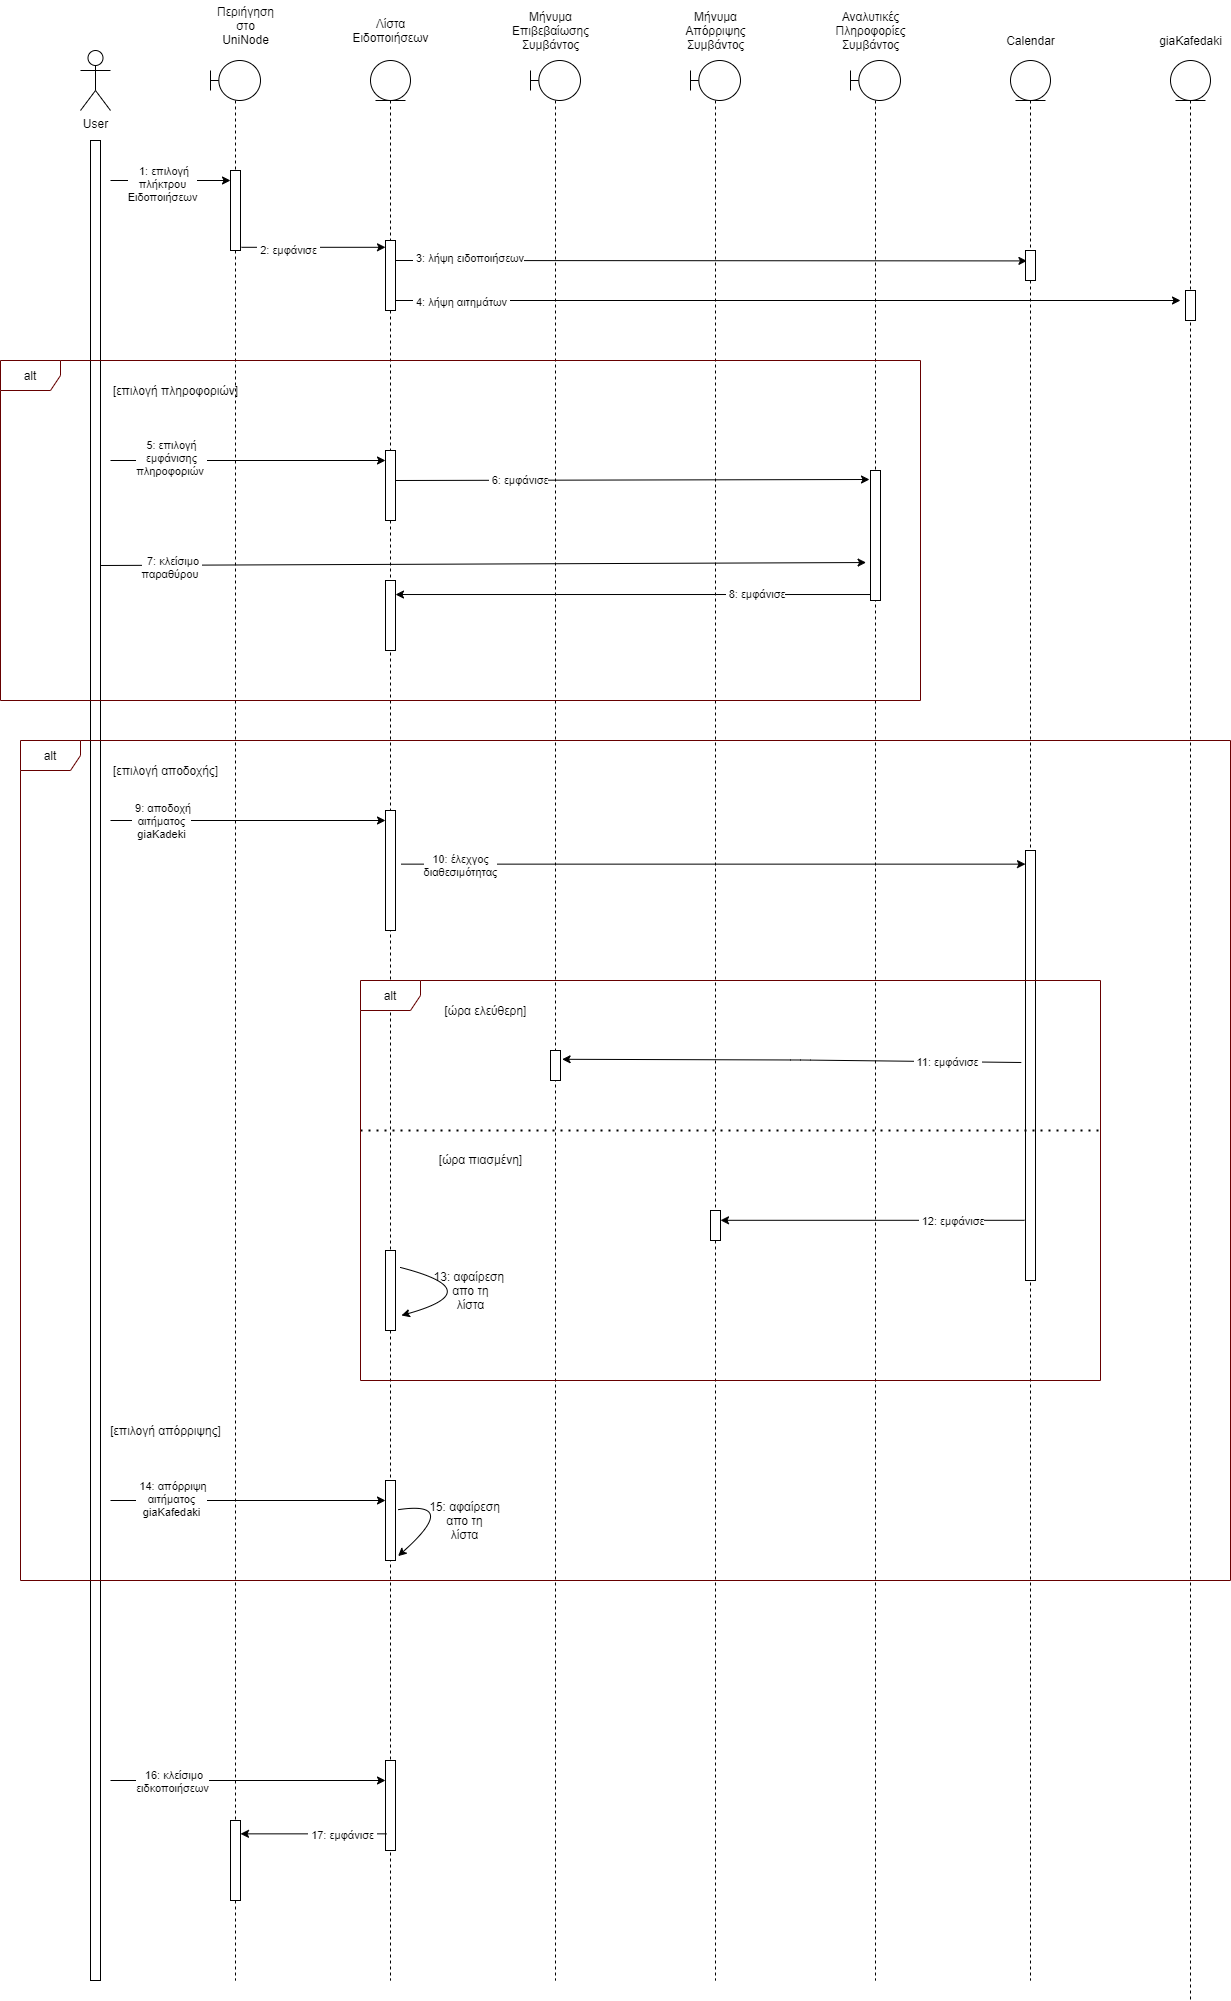 Περιήγηση
στο
UniNode
Λίστα
Ειδοποιήσεων
Μήνυμα
Επιβεβαίωσης
Συμβάντος
Μήνυμα
Απόρριψης
Συμβάντος
Αναλυτικές
Πληροφορίες
Συμβάντος
Calendar
giaKafedaki
User
1: επιλογή
πλήκτρου
Ειδοποιήσεων
2: εμφάνισε
3: λήψη ειδοποιήσεων
4: λήψη αιτημάτων
alt
[επιλογή πληροφοριών]
5: επιλογή
εμφάνισης
πληροφοριών
6: εμφάνισε
7: κλείσιμο
παραθύρου
8: εμφάνισε
alt
[επιλογή αποδοχής]
9: αποδοχή
αιτήματος
giaKadeki
10: έλεχγος
διαθεσιμότητας
alt
[ώρα ελεύθερη]
11: εμφάνισε
[ώρα πιασμένη]
12: εμφάνισε
13: αφαίρεση
απο τη
λίστα
[επιλογή απόρριψης]
14: απόρριψη
αιτήματος
giaKafedaki
15: αφαίρεση
απο τη
λίστα
16: κλείσιμο
ειδκοποιήσεων
17: εμφάνισε